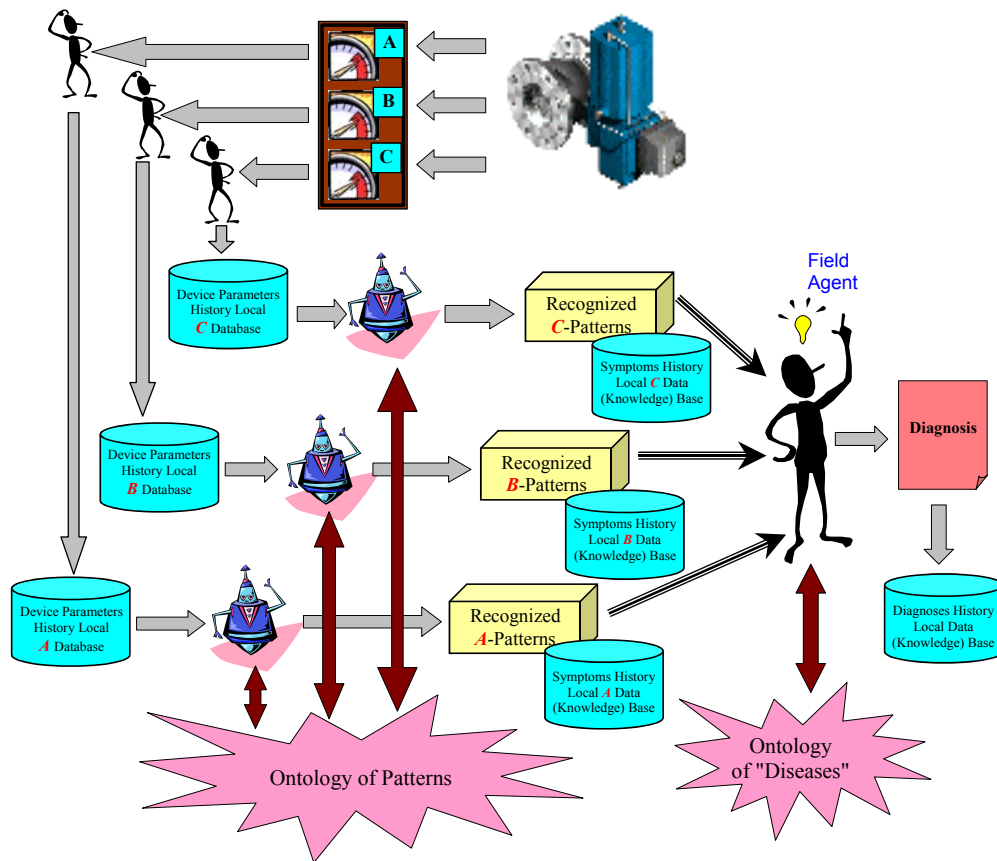 A
B
C
Field
Agent
Device Parameters
History Local
C Database
Recognized
C-Patterns
Symptoms History
Local C Data
(Knowledge) Base
Diagnosis
Device Parameters
History Local
B Database
Recognized
B-Patterns
Symptoms History
Local B Data
(Knowledge) Base
Device Parameters
History Local
A Database
Recognized
A-Patterns
Symptoms History
Local A Data
(Knowledge) Base
Diagnoses History
Local Data
(Knowledge) Base
Ontology of Patterns
Ontology
of "Diseases"